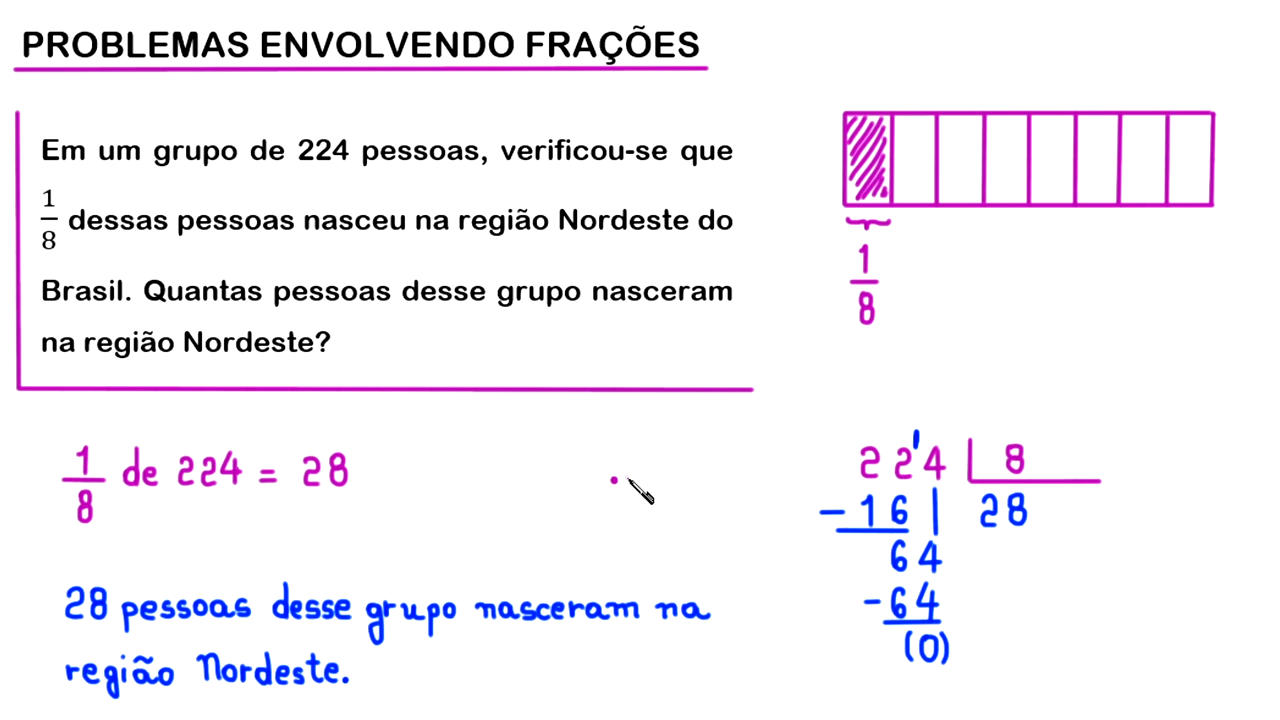 PROBLEMAS ENVOLVENDO FRAÇÕES
Em um grupo de 224 pessoas, verificou-se que
1/8 dessas pessoas nasceu na região Nordeste do
Brasil. Quantas pessoas desse grupo nasceram
na região Nordeste?
1
8
1/8 de 224 = 28
28 pessoas desse grupo nasceram na
região Nordeste.
22'4 | 8
-16 | 28
64
-64
(0)